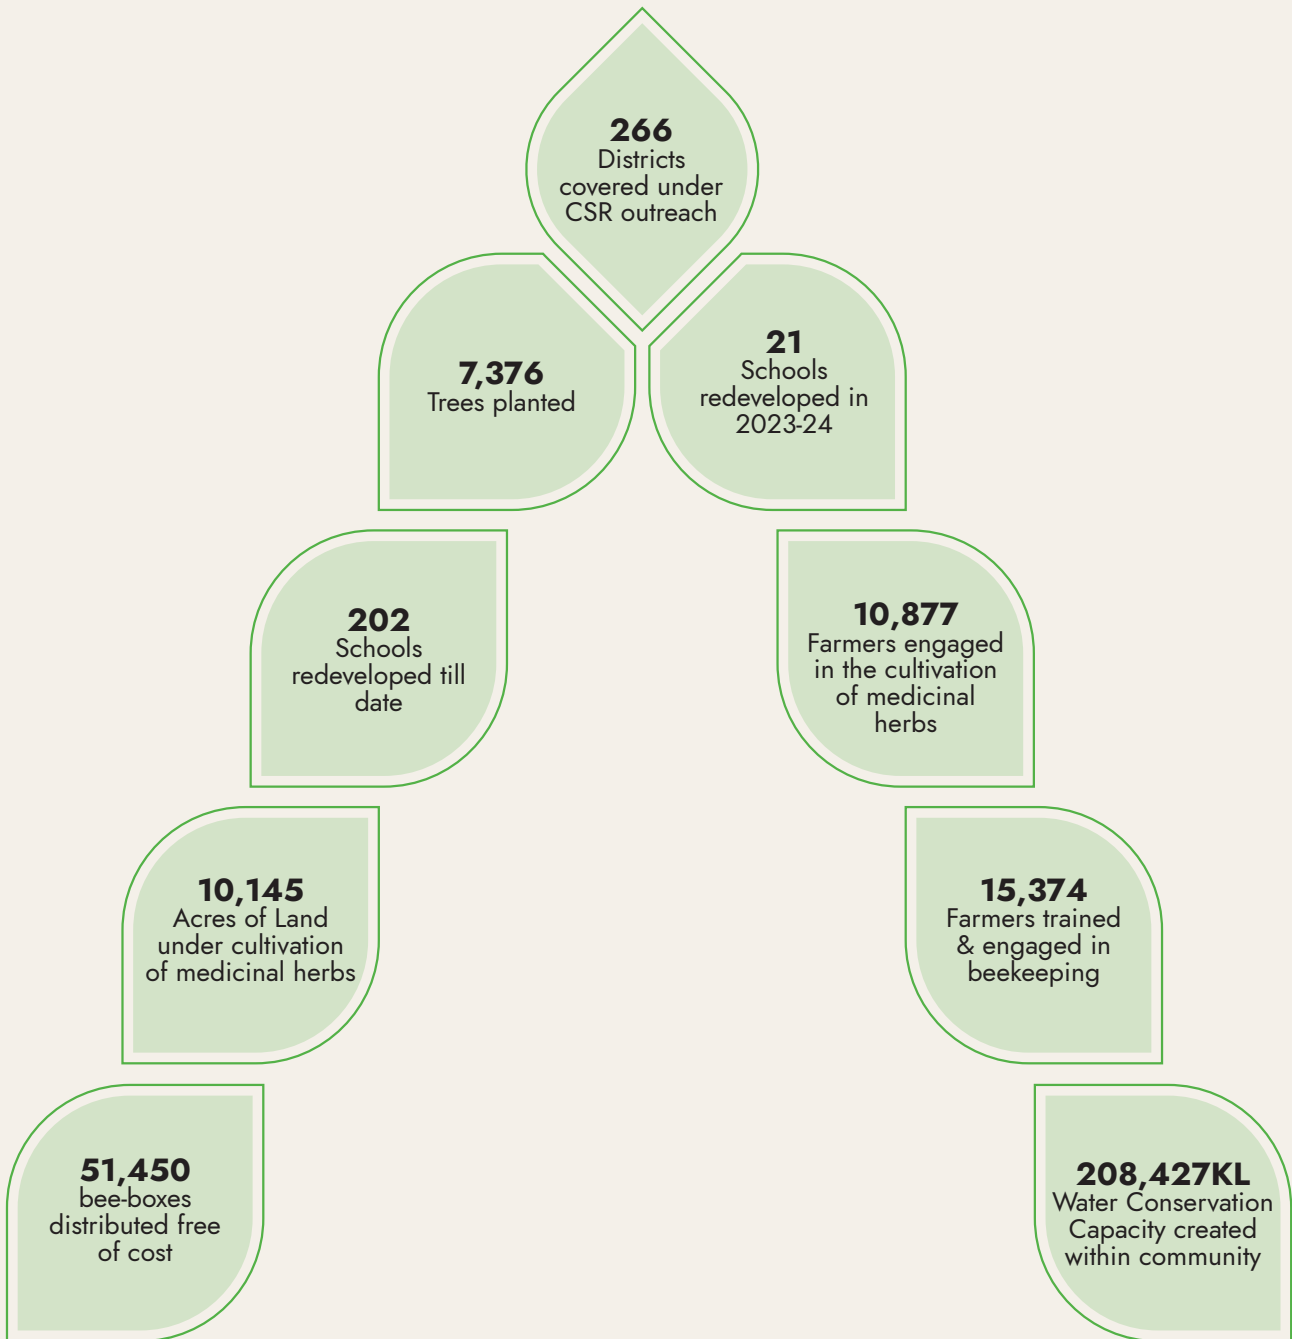 266
Districts
covered under
CSR outreach
7,376
Trees planted
21
Schools
redeveloped in
2023-24
202
Schools
redeveloped till
date
10,877
Farmers engaged
in the cultivation
of medicinal
herbs
10,145
Acres of Land
under cultivation
of medicinal herbs
15,374
Farmers trained
& engaged in
beekeeping
51,450
bee-boxes
distributed free
of cost
208,427KL
Water Conservation
Capacity created
within community